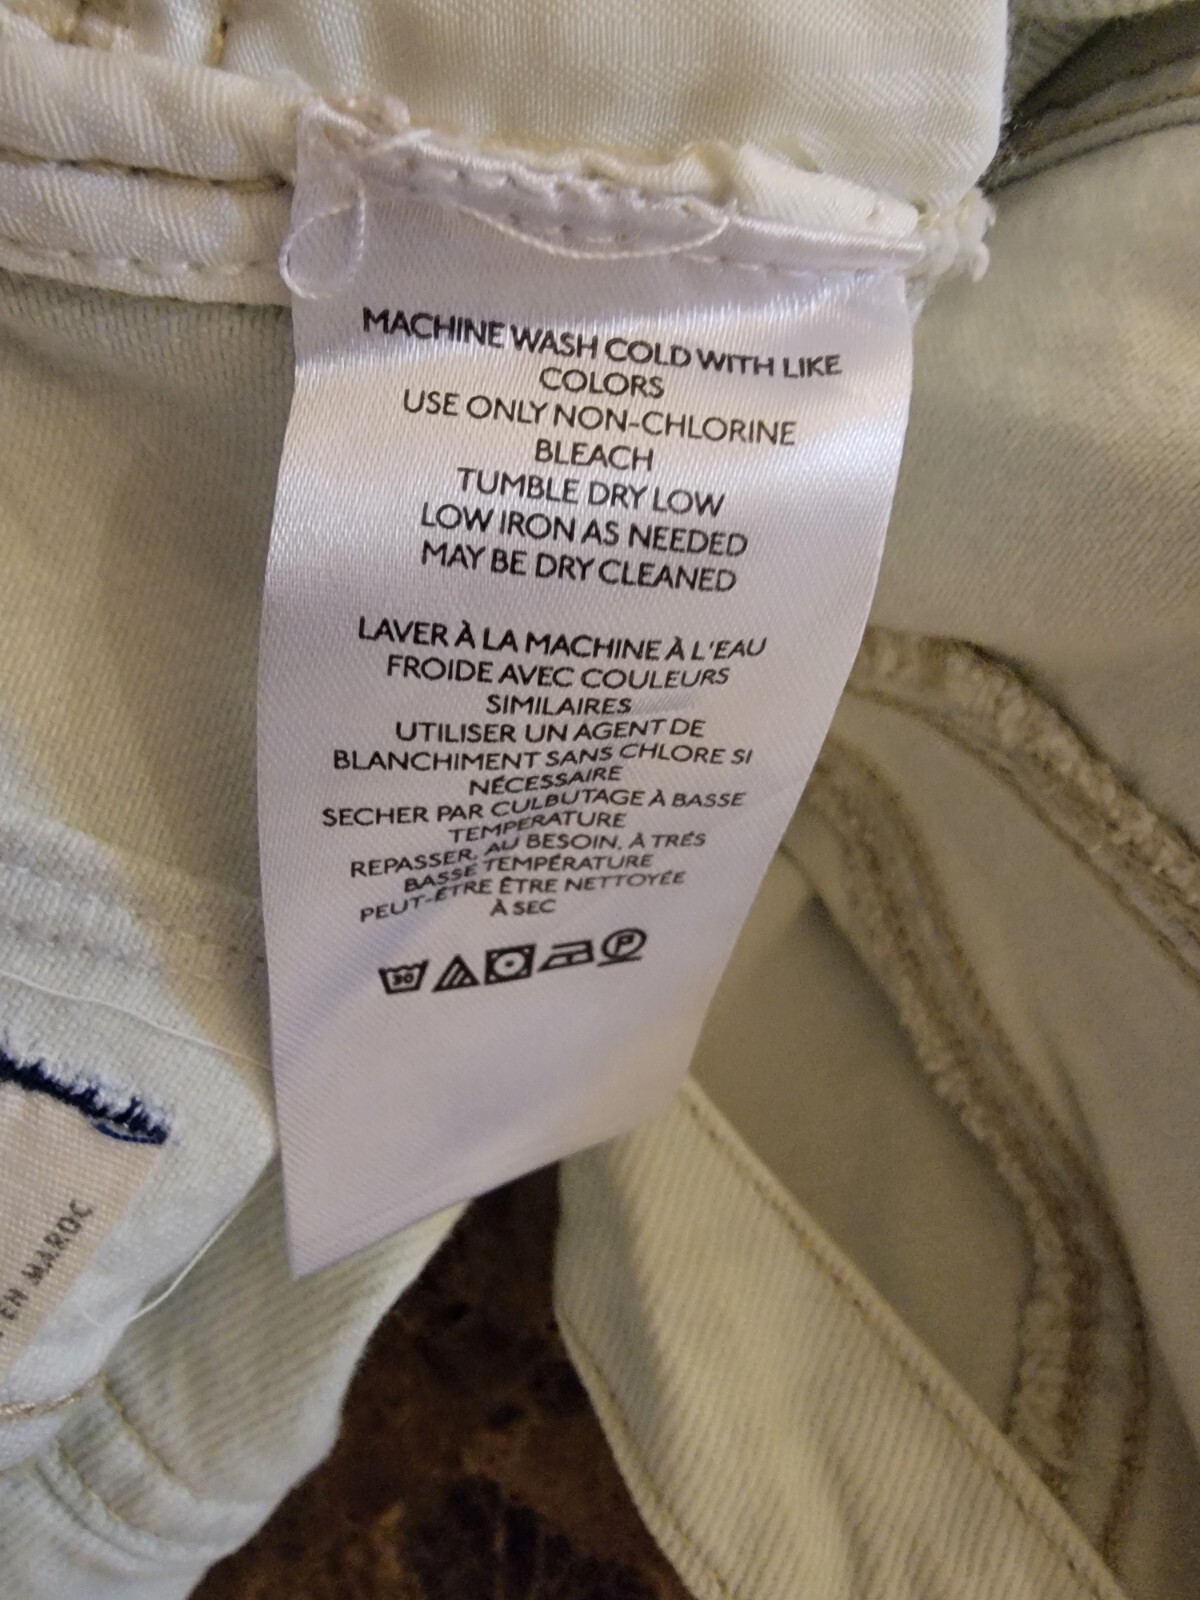 MACHINE WASH COLD WITH LIKE
COLORS
USE ONLY NON-CHLORINE
BLEACH
TUMBLE DRY LOW
LOW IRON AS NEEDED
MAY BE DRY CLEANED
LAVER À LA MACHINE À L'EAU
FROIDE AVEC COULEURS
SIMILAIRES
UTILISER UN AGENT DE
BLANCHIMENT SANS CHLORE SI
NÉCESSAIRE
SECHER PAR CULBUTAGE À BASSE
TEMPERATURE
REPASSER, AU BESOIN, À TRÉS
BASSE TEMPÉRATURE
PEUT-ÊTRE ÊTRE NETTOYÉE
À SEC
30 P
EN MAROC